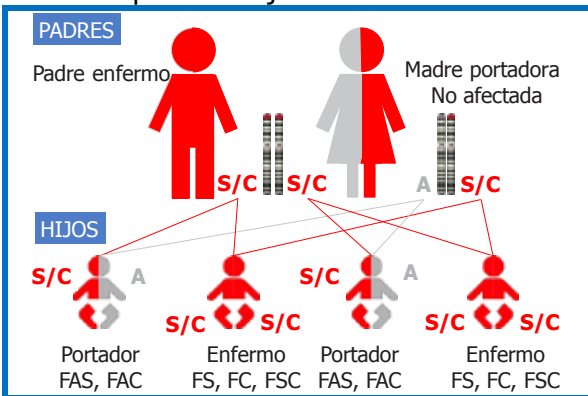 PADRES
Padre enfermo
Madre portadora
No afectada
S/C S/C
A S/C
HIJOS
S/C A
S/C S/C
S/C A
S/C S/C
Portador
FAS, FAC
Enfermo
FS, FC, FSC
Portador
FAS, FAC
Enfermo
FS, FC, FSC